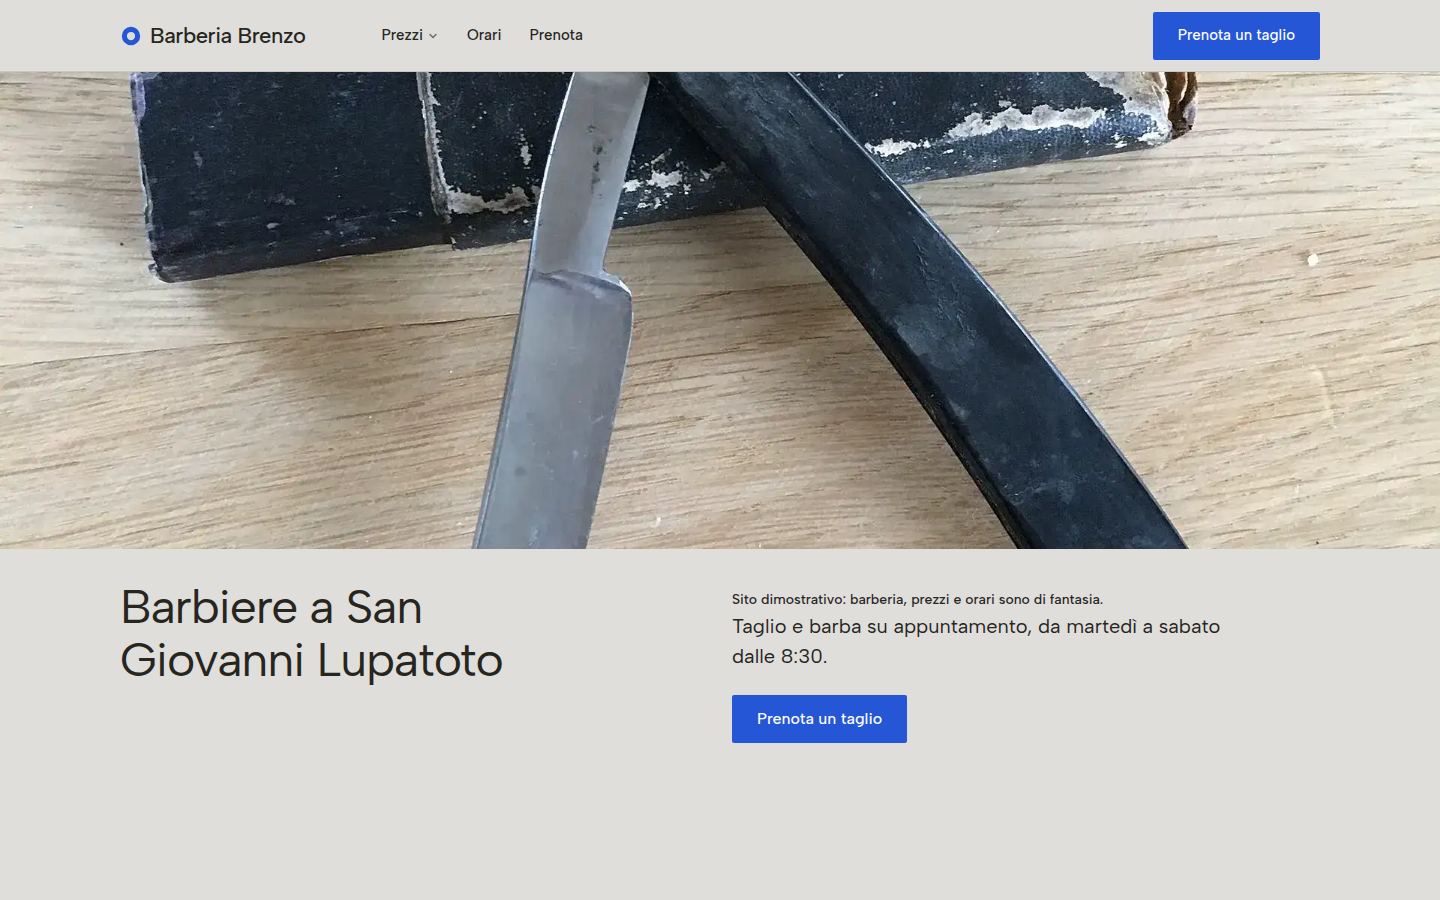 Barberia Brenzo
Prezzi
Orari
Prenota
Prenota un taglio
Barbiere a San
Giovanni Lupatoto
Sito dimostrativo: barberia, prezzi e orari sono di fantasia.
Taglio e barba su appuntamento, da martedì a sabato
dalle 8:30.
Prenota un taglio